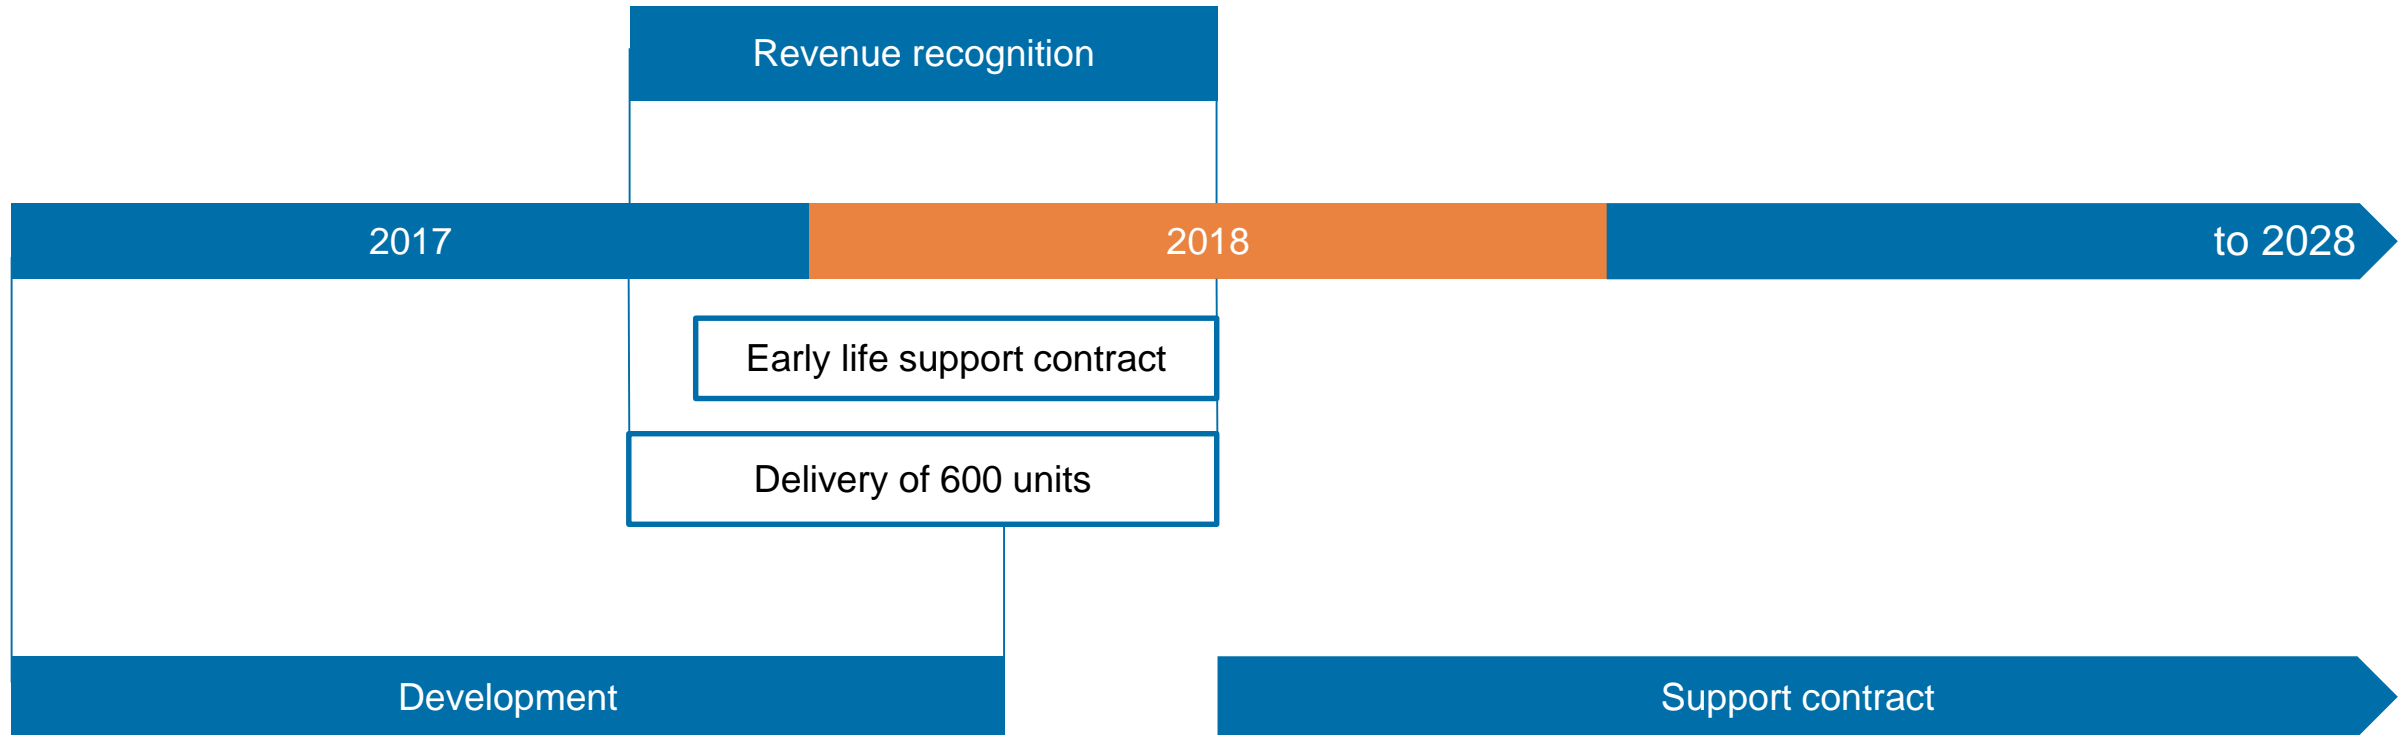 Revenue recognition
2017
2018
to 2028
Early life support contract
Delivery of 600 units
Development
Support contract